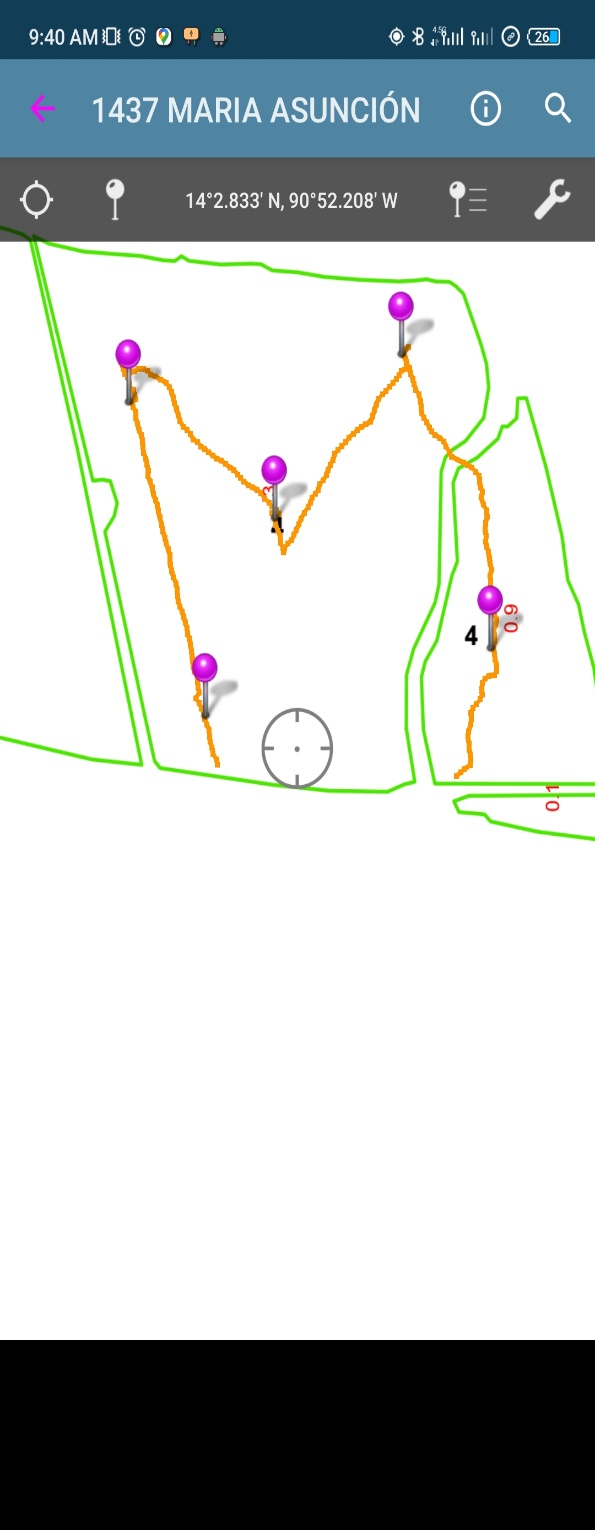 9:40 AM
26
1437 MARIA ASUNCIÓN
14°2.833' N, 90°52.208' W
4
0.9
0.1